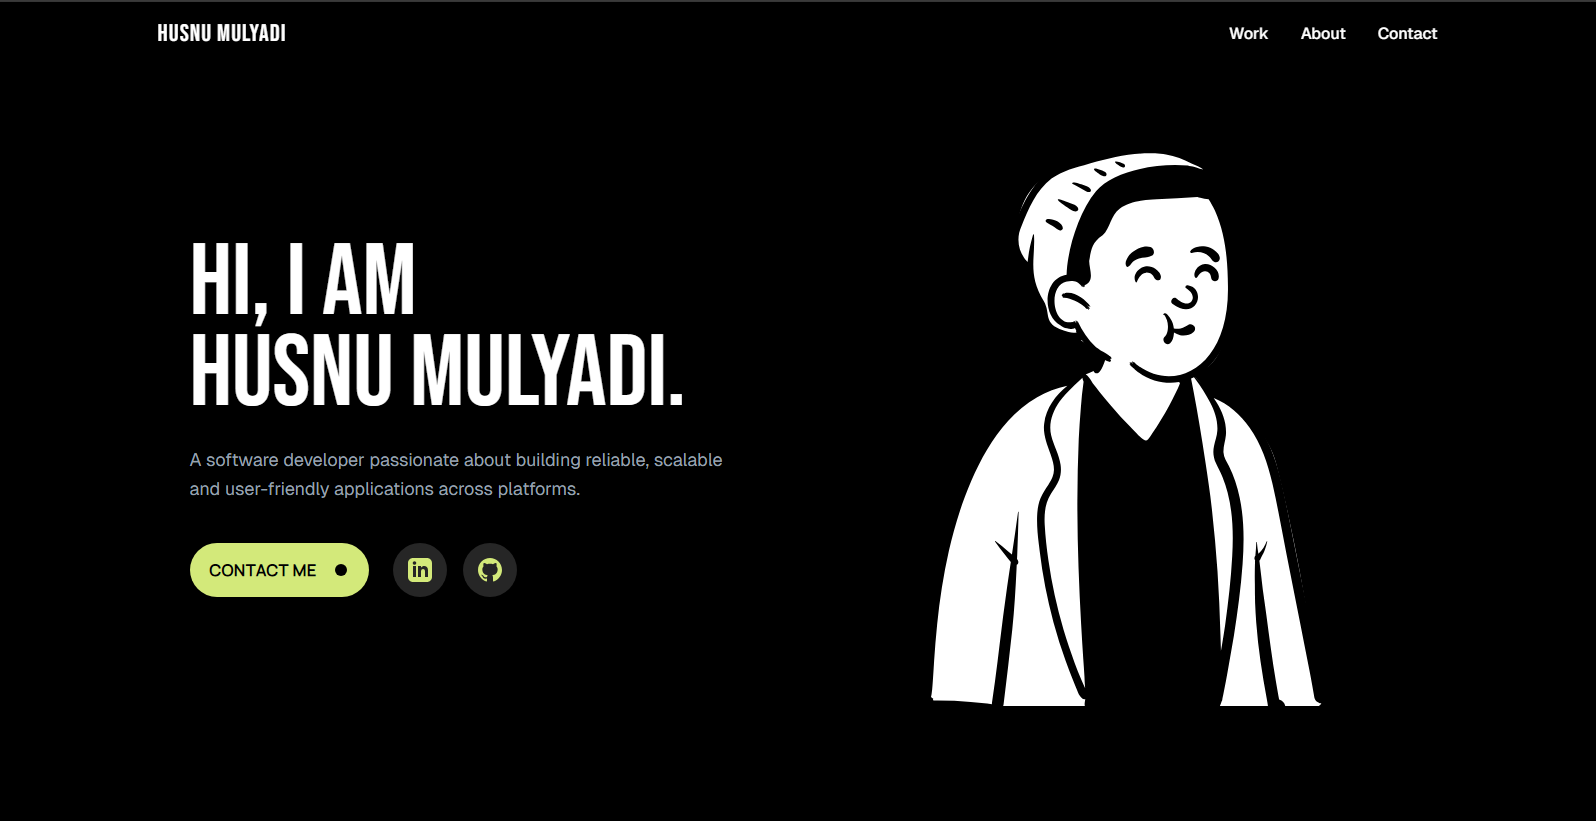 HUSNU MULYADI
Work About Contact
HI, I AM
HUSNU MULYADI.
A software developer passionate about building reliable, scalable
and user-friendly applications across platforms.
CONTACT ME
in